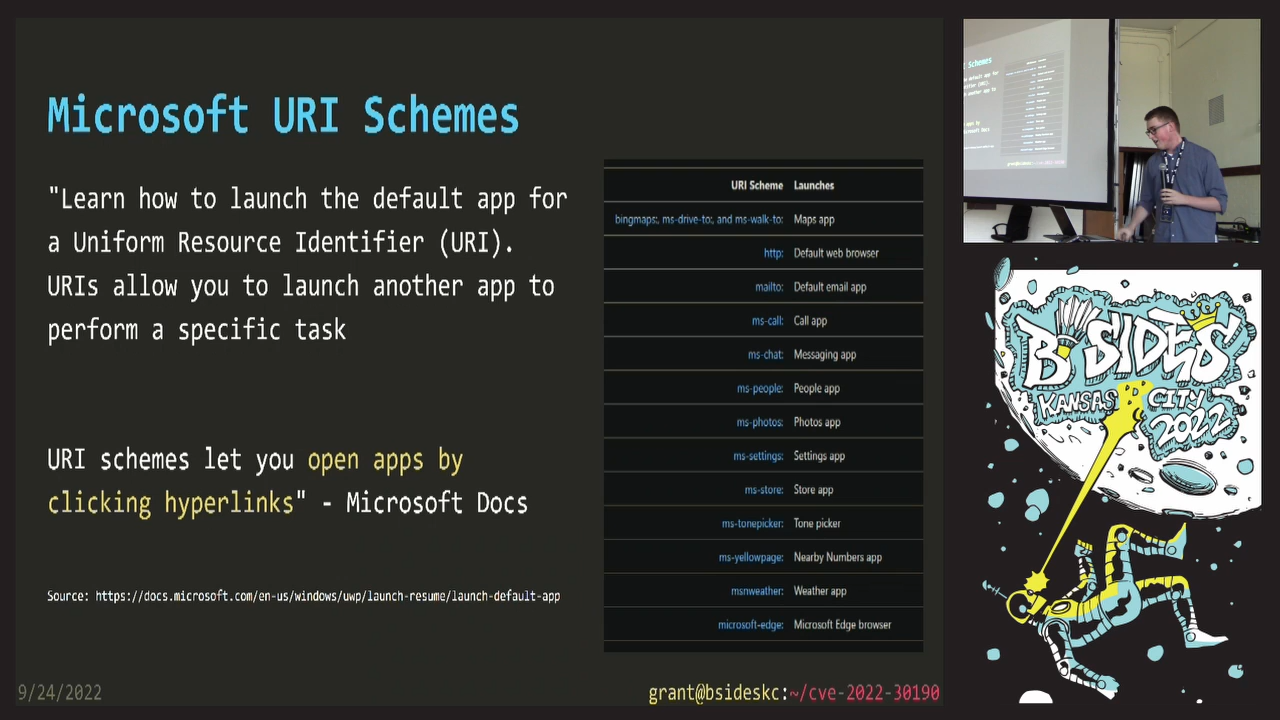 Microsoft URI Schemes
"Learn how to launch the default app for
a Uniform Resource Identifier (URI).
URIs allow you to launch another app to
perform a specific task
URI schemes let you open apps by
clicking hyperlinks" - Microsoft Docs
Source: https://docs.microsoft.com/en-us/windows/uwp/launch-resume/launch-default-app
URI Scheme Launches
bingmaps:, ms-drive-to:, and ms-walk-to: Maps app
http: Default web browser
mailto: Default email app
ms-call: Call app
ms-chat: Messaging app
ms-people: People app
ms-photos: Photos app
ms-settings: Settings app
ms-store: Store app
ms-tonepicker: Tone picker
ms-yellowpage: Nearby Numbers app
msnweather: Weather app
microsoft-edge: Microsoft Edge browser
9/24/2022
grant@bsideskc:~/cve-2022-30190
BSIDES
KANSAS CITY
2022